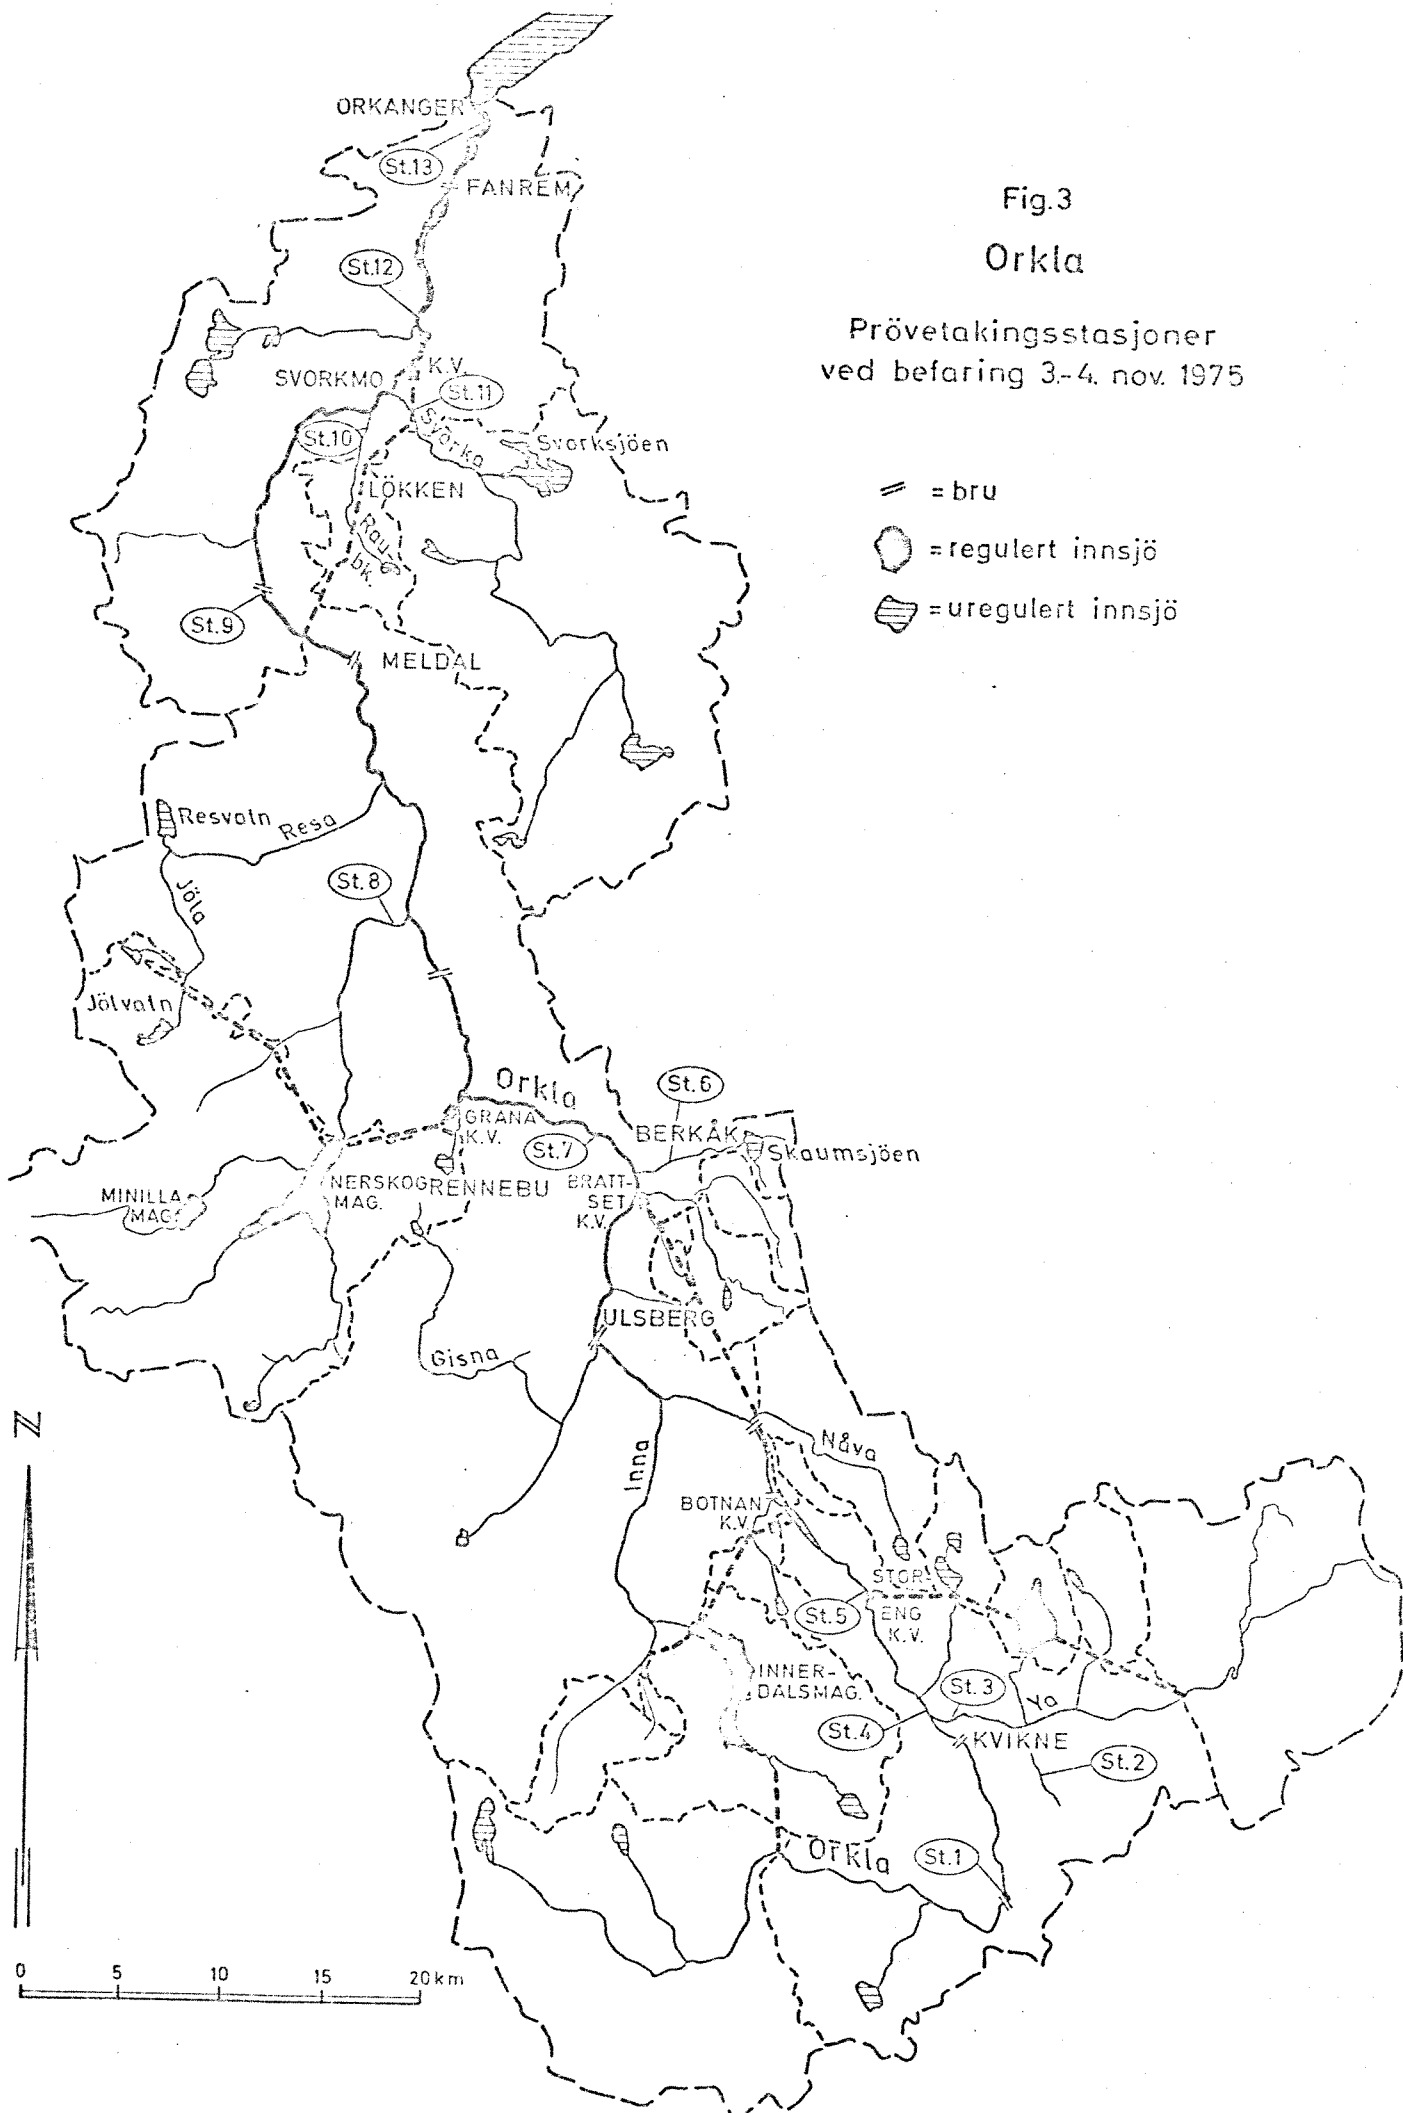 Fig.3
Orkla
Prövetakingsstasjoner
ved befaring 3.-4. nov. 1975
= bru
= regulert innsjö
= uregulert innsjö
ORKANGER
St.13
FANREM
St.12
K.V.
SVORKMO
St.11
St.10
Svorka
Svorksjöen
LÖKKEN
Rau-
bk.
St.9
MELDAL
Resvatn
Resa
St.8
Jöla
Jölvatn
Orkla
St.6
GRANA
K.V.
BERKÅK
St.7
Skaumsjöen
NERSKOG
MAG.
RENNEBU
BRATT-
SET
K.V.
MINILLA
MAG.
ULSBERG
Gisna
N
Nåva
Inna
BOTNAN
K.V.
STOR-
ENG
K.V.
St.5
INNER-
DALSMAG.
St.3
Ya
St.4
KVIKNE
St.2
Orkla
St.1
0 5 10 15 20 km